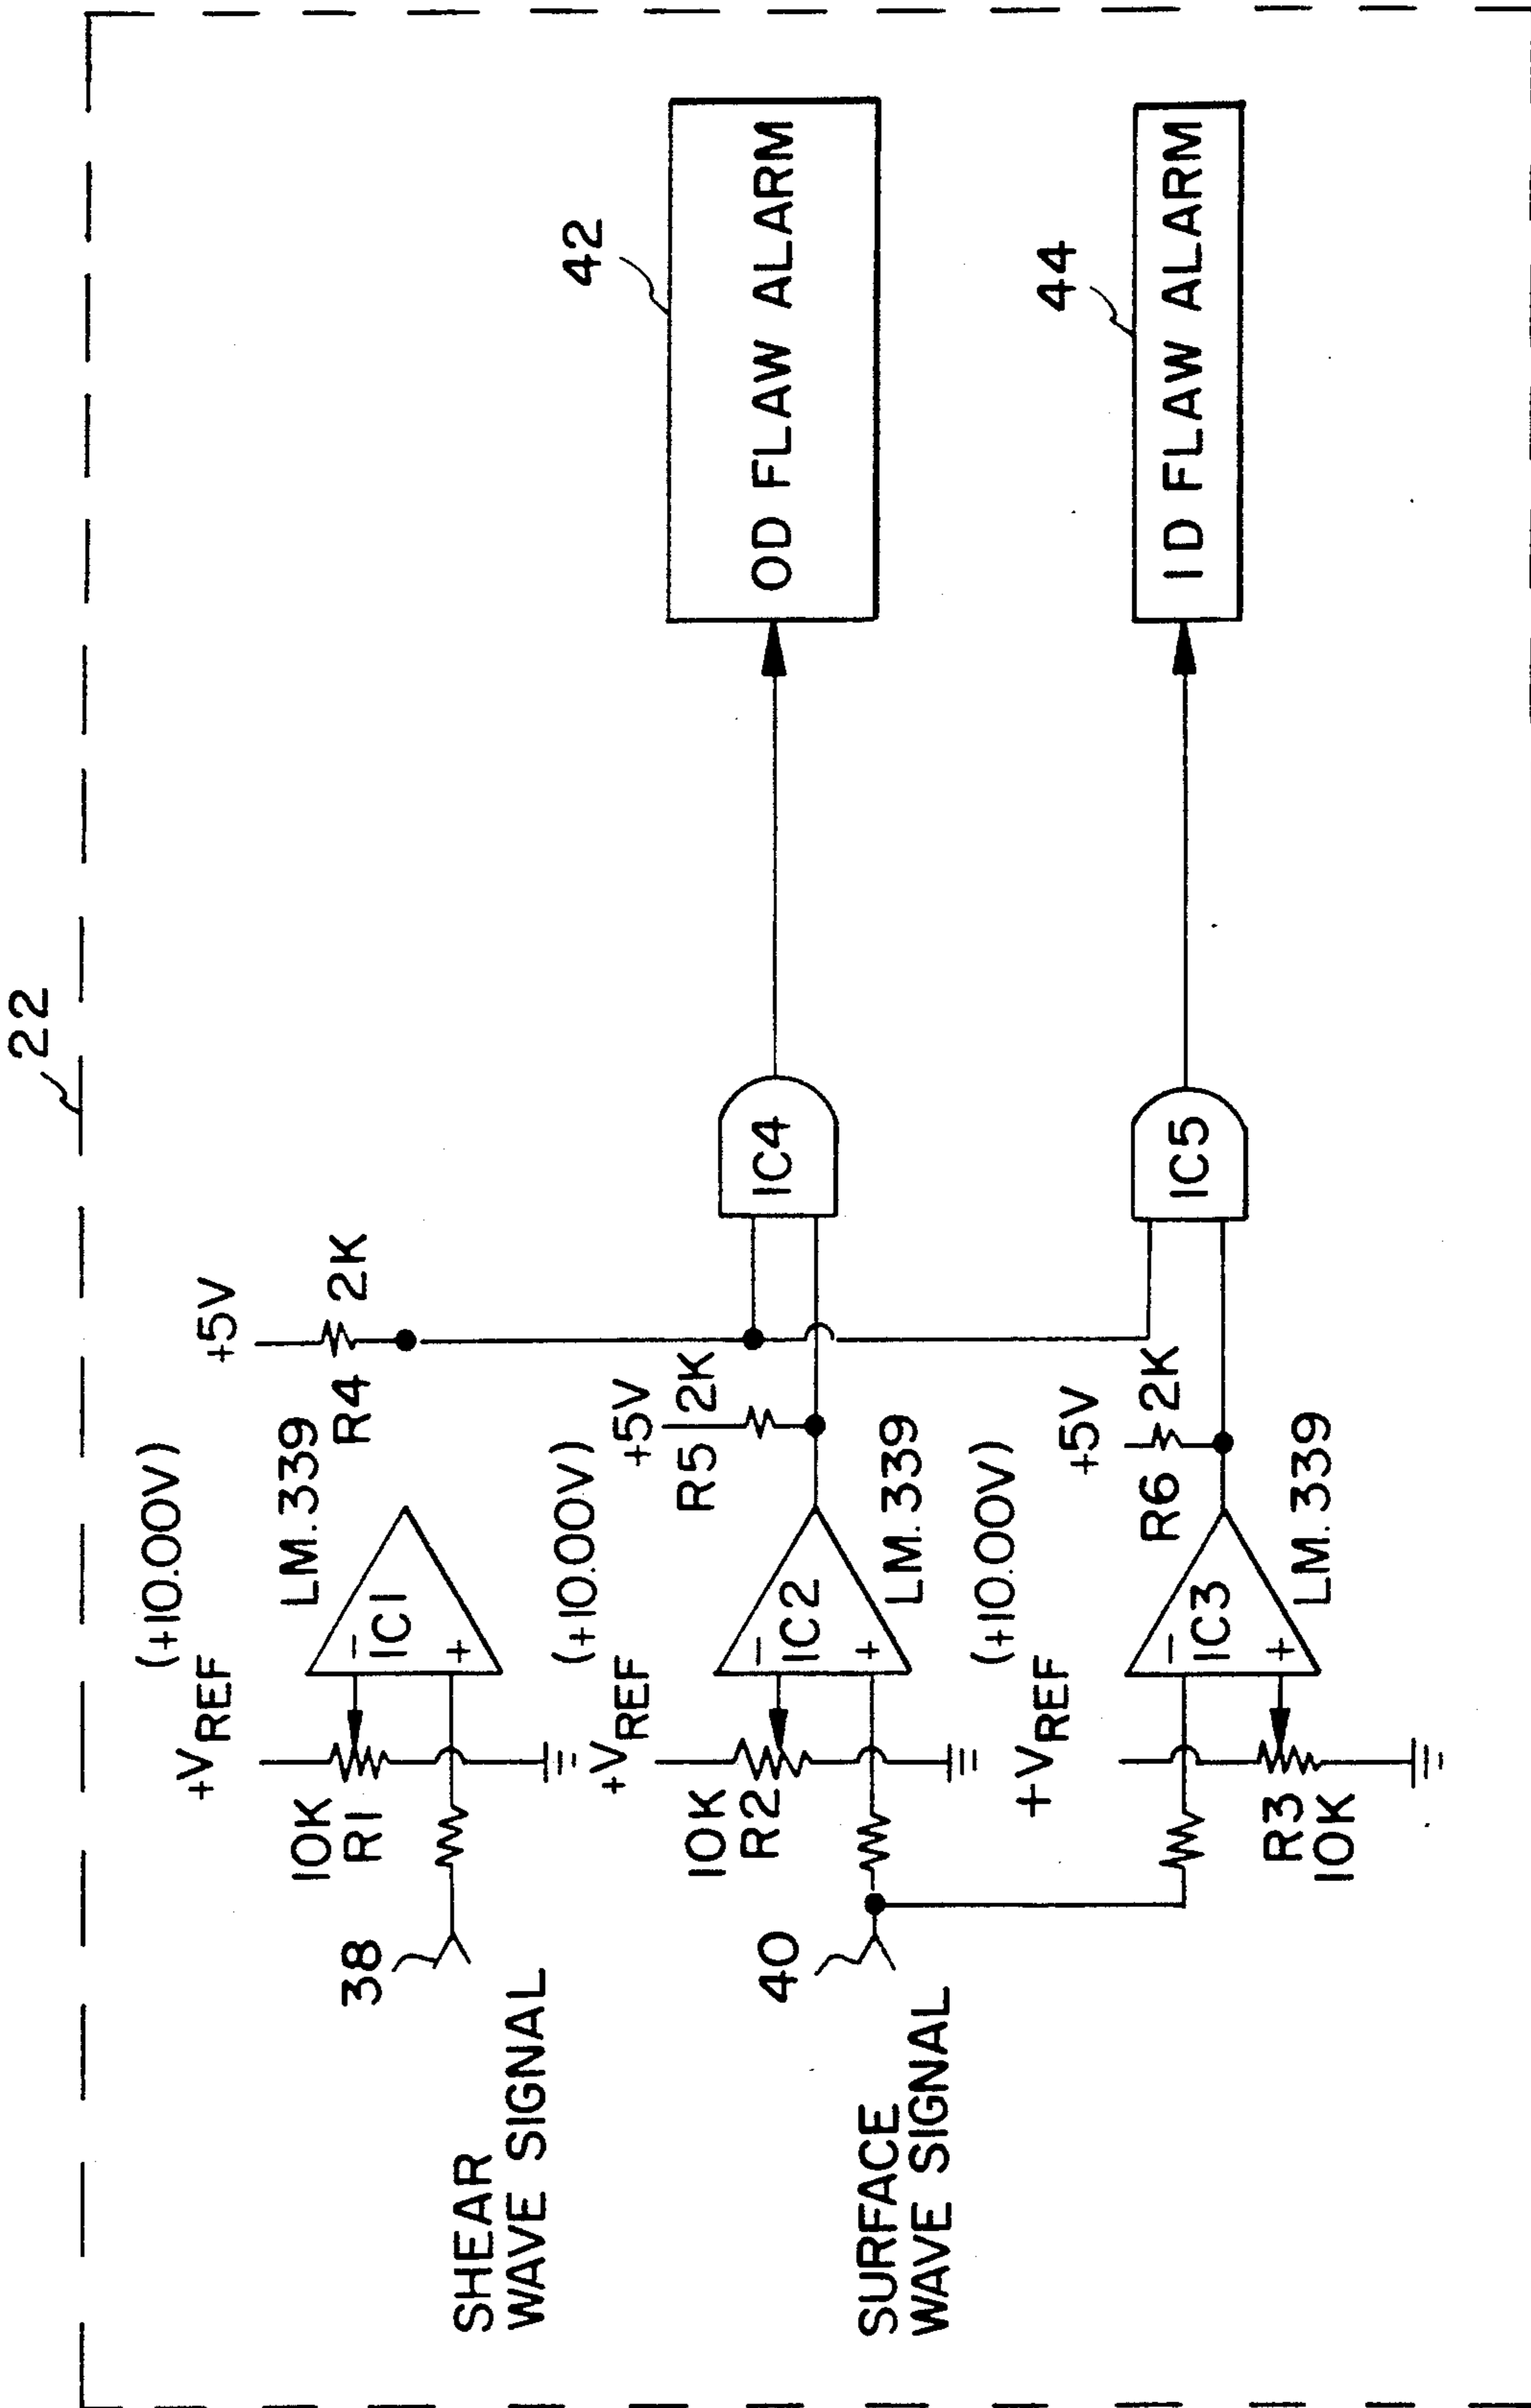 22
+VREF
(+10.00V)
+5V
10K
R1
LM.339
R4
2K
IC1
−
+
38
SHEAR
WAVE SIGNAL
+VREF
(+10.00V)
+5V
10K
R2
R5
2K
IC2
−
+
LM.339
IC4
42
OD FLAW ALARM
40
SURFACE
WAVE SIGNAL
+VREF
(+10.00V)
+5V
R6
2K
IC3
−
+
R3
10K
LM.339
IC5
44
ID FLAW ALARM